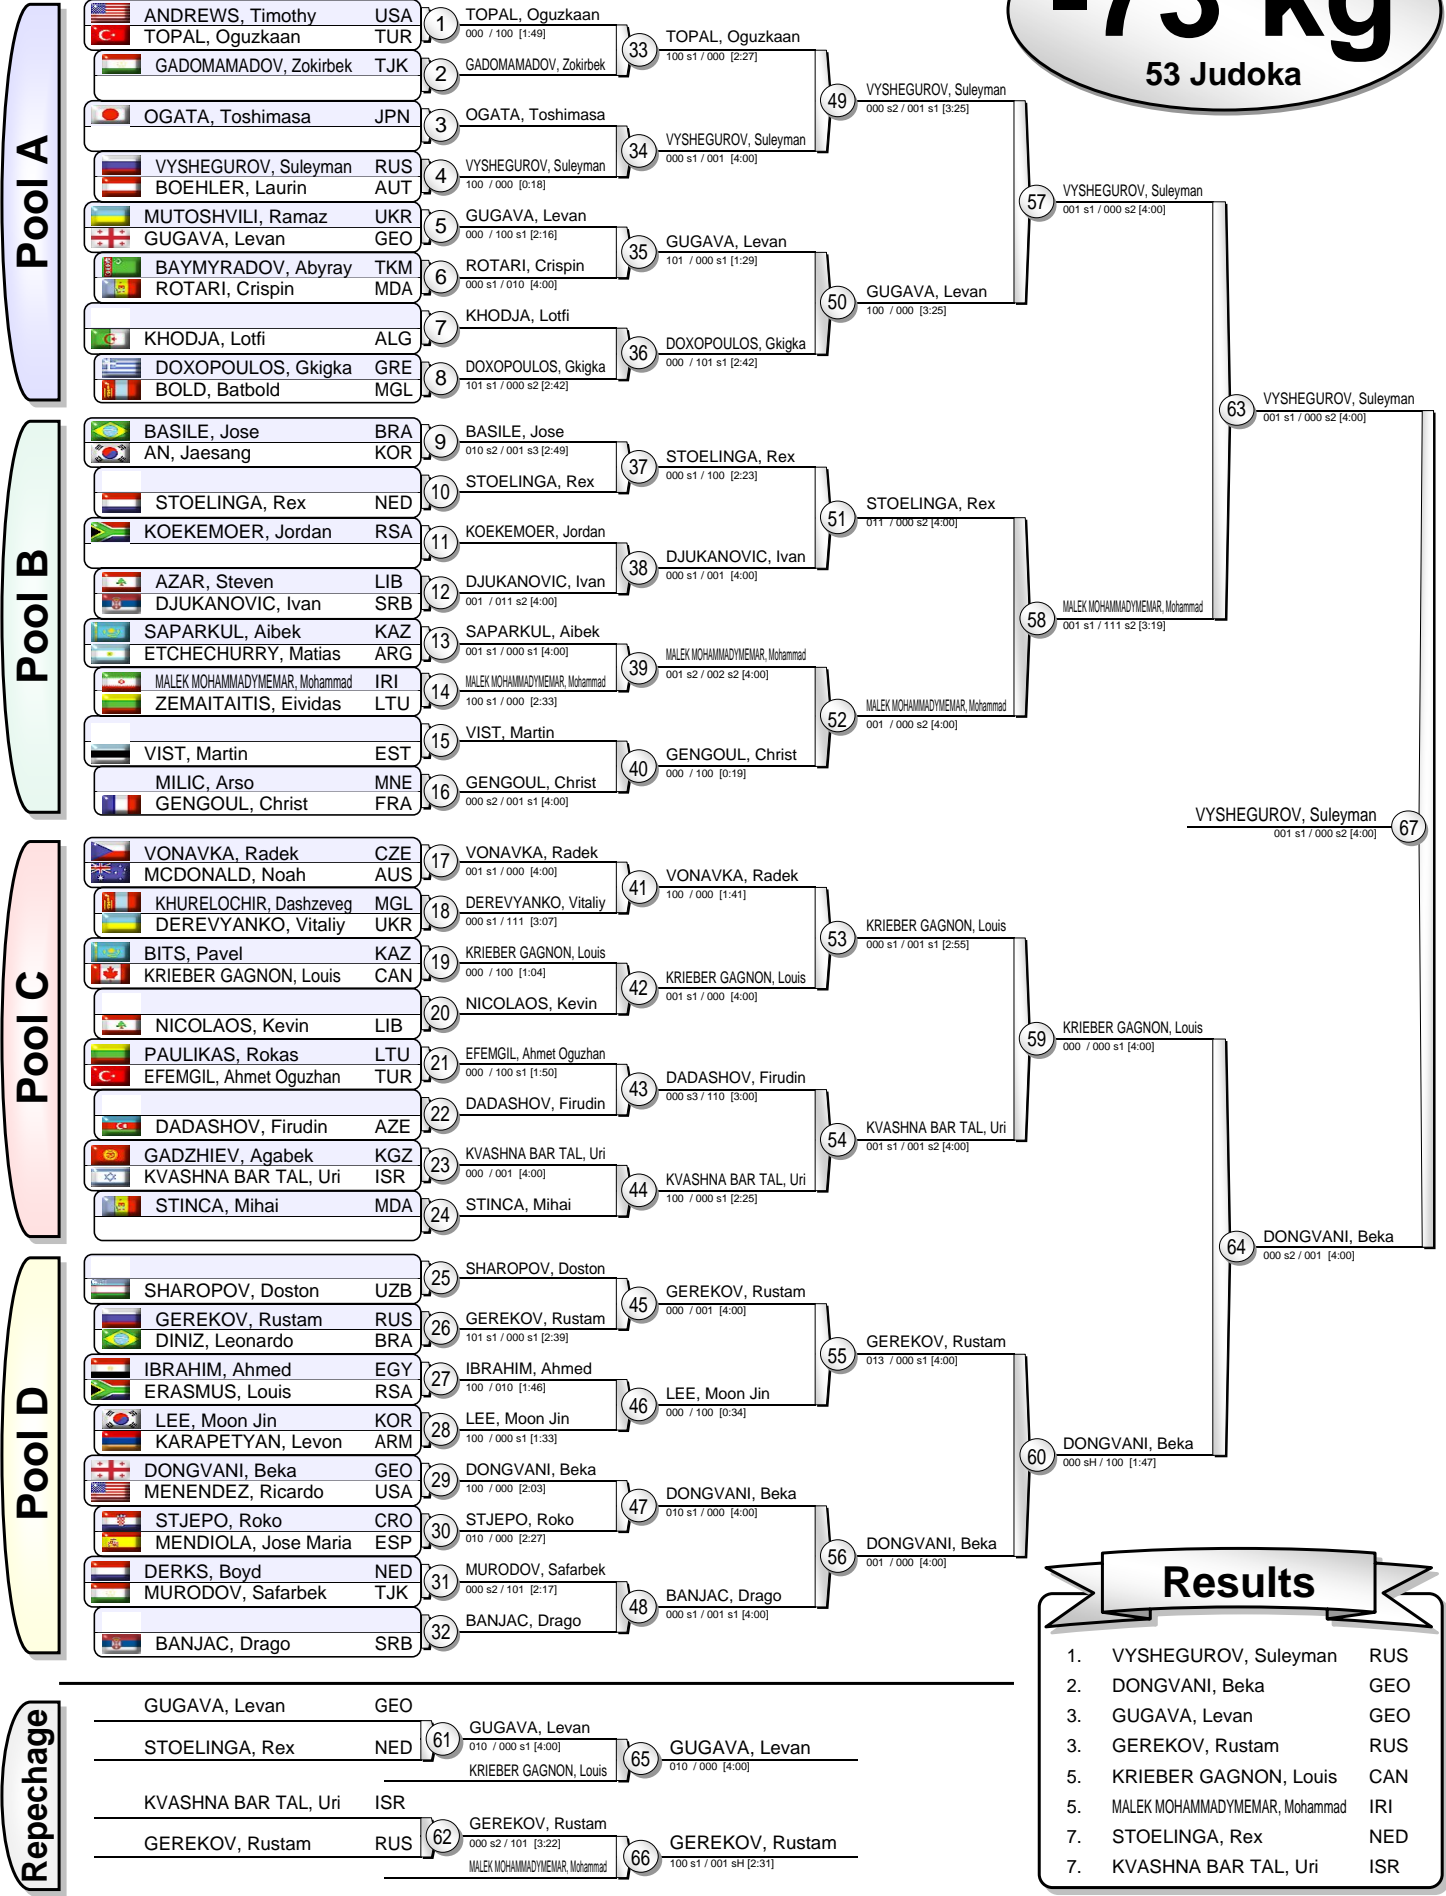 -73 kg
53 Judoka
Pool A
ANDREWS, Timothy USA
TOPAL, Oguzkaan TUR
GADOMAMADOV, Zokirbek TJK
OGATA, Toshimasa JPN
VYSHEGUROV, Suleyman RUS
BOEHLER, Laurin AUT
MUTOSHVILI, Ramaz UKR
GUGAVA, Levan GEO
BAYMYRADOV, Abyray TKM
ROTARI, Crispin MDA
KHODJA, Lotfi ALG
DOXOPOULOS, Gkigka GRE
BOLD, Batbold MGL
1 TOPAL, Oguzkaan
000 / 100 [1:49]
2 GADOMAMADOV, Zokirbek
3 OGATA, Toshimasa
4 VYSHEGUROV, Suleyman
100 / 000 [0:18]
5 GUGAVA, Levan
000 / 100 s1 [2:16]
6 ROTARI, Crispin
000 s1 / 010 [4:00]
7 KHODJA, Lotfi
8 DOXOPOULOS, Gkigka
101 s1 / 000 s2 [2:42]
33 TOPAL, Oguzkaan
100 s1 / 000 [2:27]
34 VYSHEGUROV, Suleyman
000 s1 / 001 [4:00]
35 GUGAVA, Levan
101 / 000 s1 [1:29]
36 DOXOPOULOS, Gkigka
000 / 101 s1 [2:42]
49 VYSHEGUROV, Suleyman
000 s2 / 001 s1 [3:25]
50 GUGAVA, Levan
100 / 000 [3:25]
57 VYSHEGUROV, Suleyman
001 s1 / 000 s2 [4:00]
Pool B
BASILE, Jose BRA
AN, Jaesang KOR
STOELINGA, Rex NED
KOEKEMOER, Jordan RSA
AZAR, Steven LIB
DJUKANOVIC, Ivan SRB
SAPARKUL, Aibek KAZ
ETCHECHURRY, Matias ARG
MALEK MOHAMMADYMEMAR, Mohammad IRI
ZEMAITAITIS, Eividas LTU
VIST, Martin EST
MILIC, Arso MNE
GENGOUL, Christ FRA
9 BASILE, Jose
010 s2 / 001 s3 [2:49]
10 STOELINGA, Rex
11 KOEKEMOER, Jordan
12 DJUKANOVIC, Ivan
001 / 011 s2 [4:00]
13 SAPARKUL, Aibek
001 s1 / 000 s1 [4:00]
14 MALEK MOHAMMADYMEMAR, Mohammad
100 s1 / 000 [2:33]
15 VIST, Martin
16 GENGOUL, Christ
000 s2 / 001 s1 [4:00]
37 STOELINGA, Rex
000 s1 / 100 [2:23]
38 DJUKANOVIC, Ivan
000 s1 / 001 [4:00]
39 MALEK MOHAMMADYMEMAR, Mohammad
001 s2 / 002 s2 [4:00]
40 GENGOUL, Christ
000 / 100 [0:19]
51 STOELINGA, Rex
011 / 000 s2 [4:00]
52 MALEK MOHAMMADYMEMAR, Mohammad
001 / 000 s2 [4:00]
58 MALEK MOHAMMADYMEMAR, Mohammad
001 s1 / 111 s2 [3:19]
63 VYSHEGUROV, Suleyman
001 s1 / 000 s2 [4:00]
VYSHEGUROV, Suleyman 67
001 s1 / 000 s2 [4:00]
Pool C
VONAVKA, Radek CZE
MCDONALD, Noah AUS
KHURELOCHIR, Dashzeveg MGL
DEREVYANKO, Vitaliy UKR
BITS, Pavel KAZ
KRIEBER GAGNON, Louis CAN
NICOLAOS, Kevin LIB
PAULIKAS, Rokas LTU
EFEMGIL, Ahmet Oguzhan TUR
DADASHOV, Firudin AZE
GADZHIEV, Agabek KGZ
KVASHNA BAR TAL, Uri ISR
STINCA, Mihai MDA
17 VONAVKA, Radek
001 s1 / 000 [4:00]
18 DEREVYANKO, Vitaliy
000 s1 / 111 [3:07]
19 KRIEBER GAGNON, Louis
000 / 100 [1:04]
20 NICOLAOS, Kevin
21 EFEMGIL, Ahmet Oguzhan
000 / 100 s1 [1:50]
22 DADASHOV, Firudin
23 KVASHNA BAR TAL, Uri
000 / 001 [4:00]
24 STINCA, Mihai
41 VONAVKA, Radek
100 / 000 [1:41]
42 KRIEBER GAGNON, Louis
001 s1 / 000 [4:00]
43 DADASHOV, Firudin
000 s3 / 110 [3:00]
44 KVASHNA BAR TAL, Uri
100 / 000 s1 [2:25]
53 KRIEBER GAGNON, Louis
000 s1 / 001 s1 [2:55]
54 KVASHNA BAR TAL, Uri
001 s1 / 001 s2 [4:00]
59 KRIEBER GAGNON, Louis
000 / 000 s1 [4:00]
Pool D
SHAROPOV, Doston UZB
GEREKOV, Rustam RUS
DINIZ, Leonardo BRA
IBRAHIM, Ahmed EGY
ERASMUS, Louis RSA
LEE, Moon Jin KOR
KARAPETYAN, Levon ARM
DONGVANI, Beka GEO
MENENDEZ, Ricardo USA
STJEPO, Roko CRO
MENDIOLA, Jose Maria ESP
DERKS, Boyd NED
MURODOV, Safarbek TJK
BANJAC, Drago SRB
25 SHAROPOV, Doston
26 GEREKOV, Rustam
101 s1 / 000 s1 [2:39]
27 IBRAHIM, Ahmed
100 / 010 [1:46]
28 LEE, Moon Jin
100 / 000 s1 [1:33]
29 DONGVANI, Beka
100 / 000 [2:03]
30 STJEPO, Roko
010 / 000 [2:27]
31 MURODOV, Safarbek
000 s2 / 101 [2:17]
32 BANJAC, Drago
45 GEREKOV, Rustam
000 / 001 [4:00]
46 LEE, Moon Jin
000 / 100 [0:34]
47 DONGVANI, Beka
010 s1 / 000 [4:00]
48 BANJAC, Drago
000 s1 / 001 s1 [4:00]
55 GEREKOV, Rustam
013 / 000 s1 [4:00]
56 DONGVANI, Beka
001 / 000 [4:00]
60 DONGVANI, Beka
000 sH / 100 [1:47]
64 DONGVANI, Beka
000 s2 / 001 [4:00]
Repechage
GUGAVA, Levan GEO
STOELINGA, Rex NED
KVASHNA BAR TAL, Uri ISR
GEREKOV, Rustam RUS
61 GUGAVA, Levan
010 / 000 s1 [4:00]
KRIEBER GAGNON, Louis
62 GEREKOV, Rustam
000 s2 / 101 [3:22]
MALEK MOHAMMADYMEMAR, Mohammad
65 GUGAVA, Levan
010 / 000 [4:00]
66 GEREKOV, Rustam
100 s1 / 001 sH [2:31]
Results
1. VYSHEGUROV, Suleyman RUS
2. DONGVANI, Beka GEO
3. GUGAVA, Levan GEO
3. GEREKOV, Rustam RUS
5. KRIEBER GAGNON, Louis CAN
5. MALEK MOHAMMADYMEMAR, Mohammad IRI
7. STOELINGA, Rex NED
7. KVASHNA BAR TAL, Uri ISR